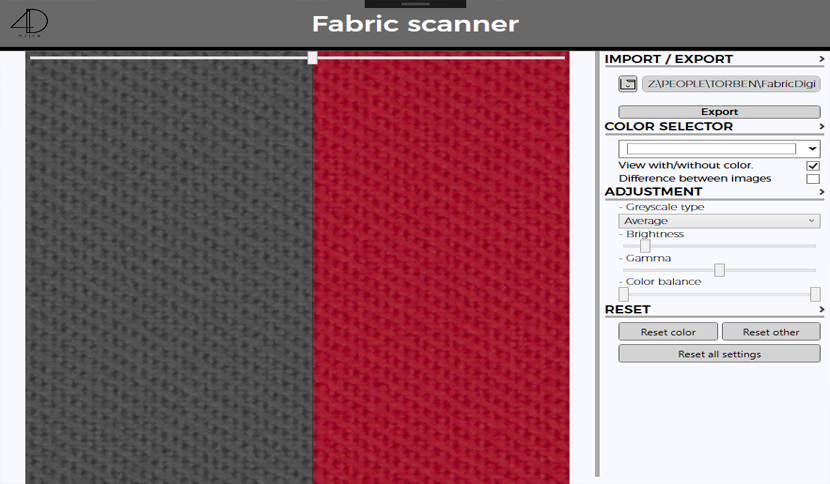 4D
Fabric scanner
IMPORT / EXPORT
Z:\PEOPLE\TORBEN\FabricDigi
Export
COLOR SELECTOR
View with/without color.
Difference between images
ADJUSTMENT
- Greyscale type
Average
- Brightness
- Gamma
- Color balance
RESET
Reset color
Reset other
Reset all settings